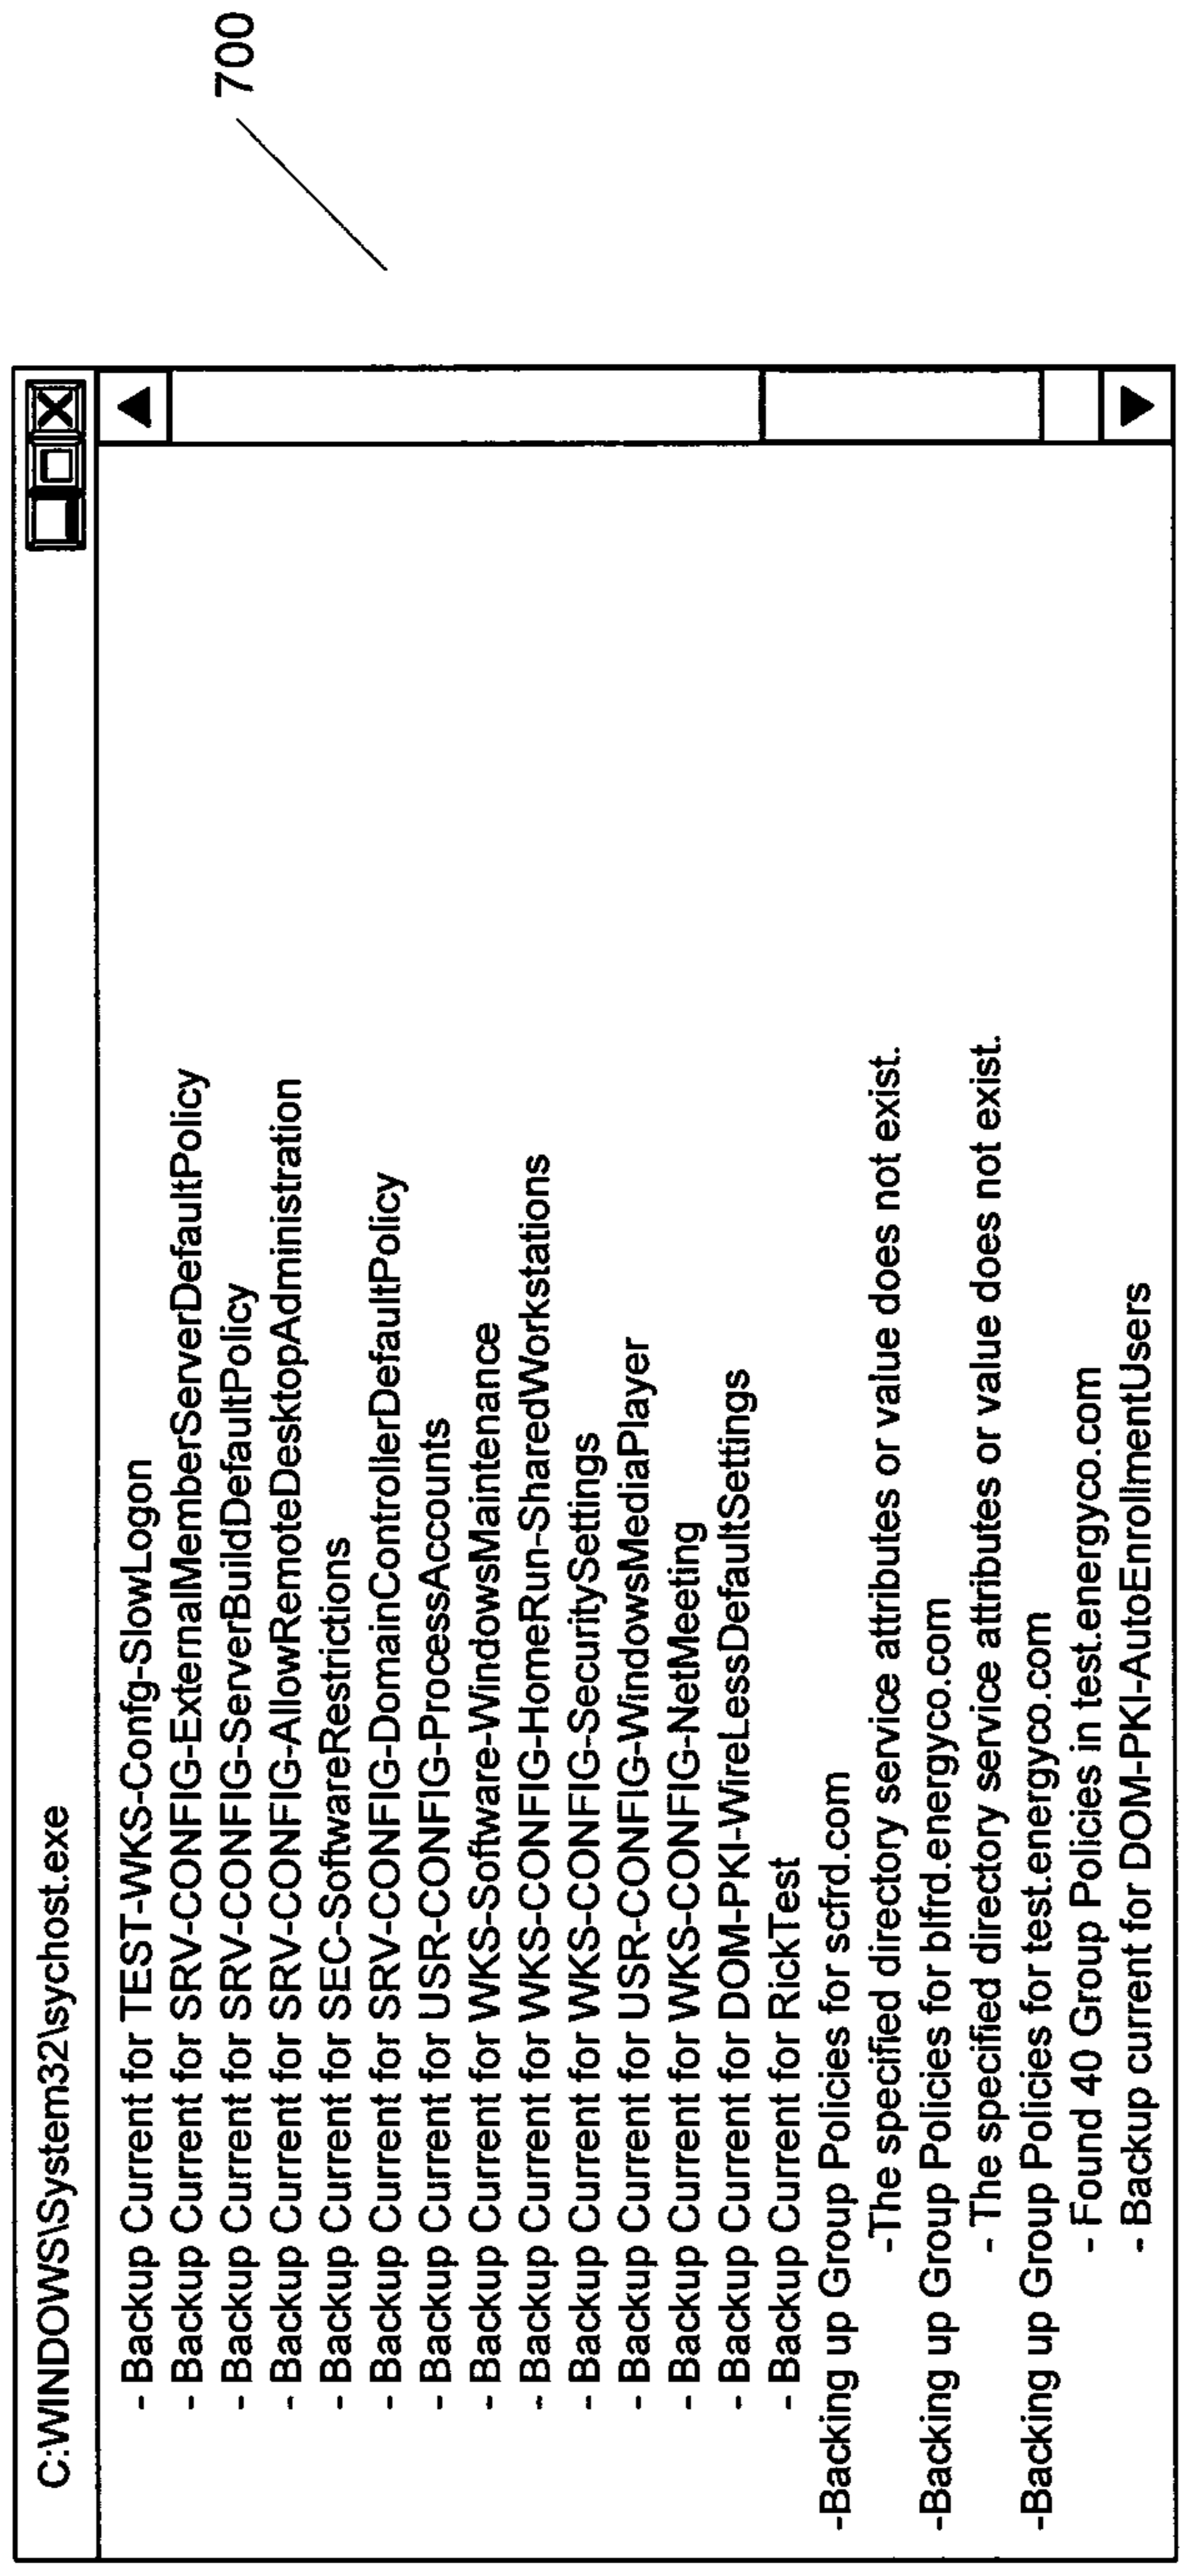 700
C:WINDOWS\System32\sychost.exe
- Backup Current for TEST-WKS-Confg-SlowLogon
- Backup Current for SRV-CONFIG-ExternalMemberServerDefaultPolicy
- Backup Current for SRV-CONFIG-ServerBuildDefaultPolicy
- Backup Current for SRV-CONFIG-AllowRemoteDesktopAdministration
- Backup Current for SEC-SoftwareRestrictions
- Backup Current for SRV-CONFIG-DomainControllerDefaultPolicy
- Backup Current for USR-CONFIG-ProcessAccounts
- Backup Current for WKS-Software-WindowsMaintenance
- Backup Current for WKS-CONFIG-HomeRun-SharedWorkstations
- Backup Current for WKS-CONFIG-SecuritySettings
- Backup Current for USR-CONFIG-WindowsMediaPlayer
- Backup Current for WKS-CONFIG-NetMeeting
- Backup Current for DOM-PKI-WireLessDefaultSettings
- Backup Current for RickTest
-Backing up Group Policies for scfrd.com
-The specified directory service attributes or value does not exist.
-Backing up Group Policies for blfrd.energyco.com
- The specified directory service attributes or value does not exist.
-Backing up Group Policies for test.energyco.com
- Found 40 Group Policies in test.energyco.com
- Backup current for DOM-PKI-AutoEnrollmentUsers